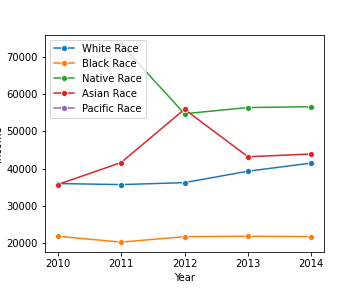 White Race
Black Race
Native Race
Asian Race
Pacific Race
70000
60000
50000
40000
30000
20000
2010
2011
2012
2013
2014
Year